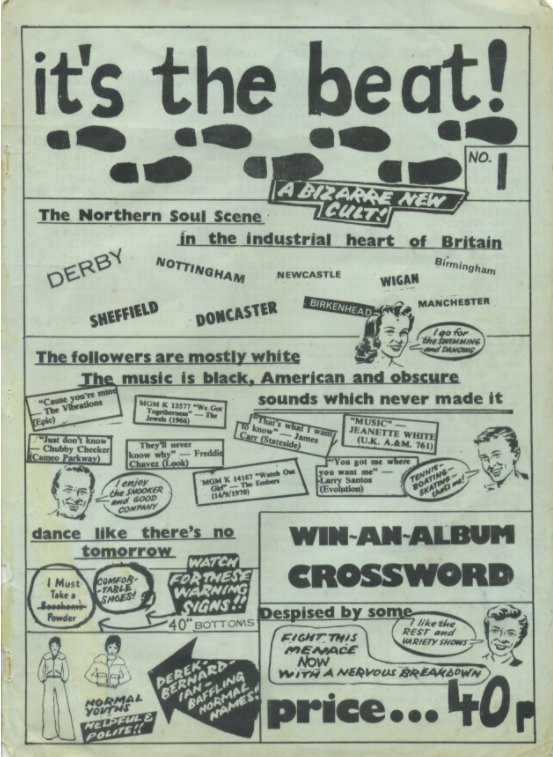 it's the beat!
NO. 1
A BIZARRE NEW
CULT!
The Northern Soul Scene
in the industrial heart of Britain
DERBY
NOTTINGHAM
NEWCASTLE
WIGAN
Birmingham
SHEFFIELD
DONCASTER
BIRKENHEAD
MANCHESTER
I go for
the SWIMMING
and DANCING
The followers are mostly white
The music is black, American and obscure
sounds which never made it
"Cause you're mine"
— The Vibrations
(Epic)
MGM K 13577 "We Got
Togetherness" — The
Jewels (1966)
"That's what I want
to know" — James
Carr (Stateside)
"MUSIC" —
JEANETTE WHITE
(U.K. A.&M. 761)
"Just don't know"
— Chubby Checker
(Cameo Parkway)
They'll never
know why" — Freddie
Chavez (Look)
MGM K 14167 "Watch Out
Girl" — The Embers
(14/9/1970)
"You got me where
you want me" —
Larry Santos
(Evolution)
TENNIS-
BOATING-
SKATING -
that's me!
I enjoy
the SNOOKER
and GOOD
COMPANY
dance like there's no
tomorrow
WIN-AN-ALBUM
CROSSWORD
I Must
Take a
Beecham's
Powder
COMFOR-
TABLE
SHOES!
WATCH
FOR THESE
WARNING
SIGNS!!
40" BOTTOMS
Despised by some
I like the
REST and
VARIETY SHOWS
FIGHT THIS
MENACE
NOW
WITH A NERVOUS BREAKDOWN
NORMAL
YOUTHS
HELPFUL &
POLITE!!
DEREK-
BERNARD-
IAN-
BAFFLING
NORMAL
NAMES!
price... 40p